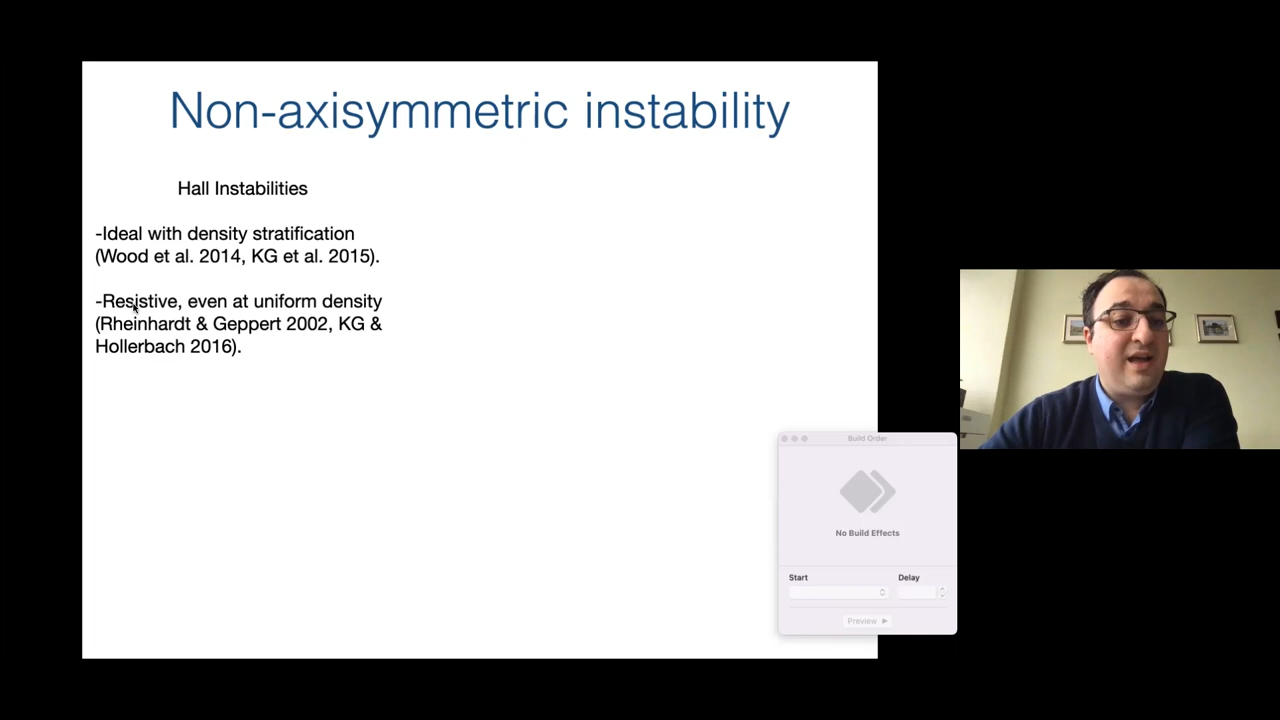 Non-axisymmetric instability
Hall Instabilities
-Ideal with density stratification
(Wood et al. 2014, KG et al. 2015).
-Resistive, even at uniform density
(Rheinhardt & Geppert 2002, KG &
Hollerbach 2016).
Build Order
No Build Effects
Start
Delay
Preview